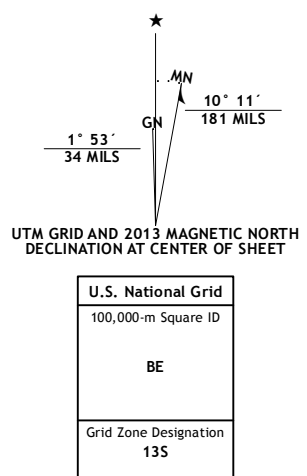 ★
MN
GN
10° 11´
181 MILS
1° 53´
34 MILS
UTM GRID AND 2013 MAGNETIC NORTH
DECLINATION AT CENTER OF SHEET
U.S. National Grid
100,000-m Square ID
BE
Grid Zone Designation
13S